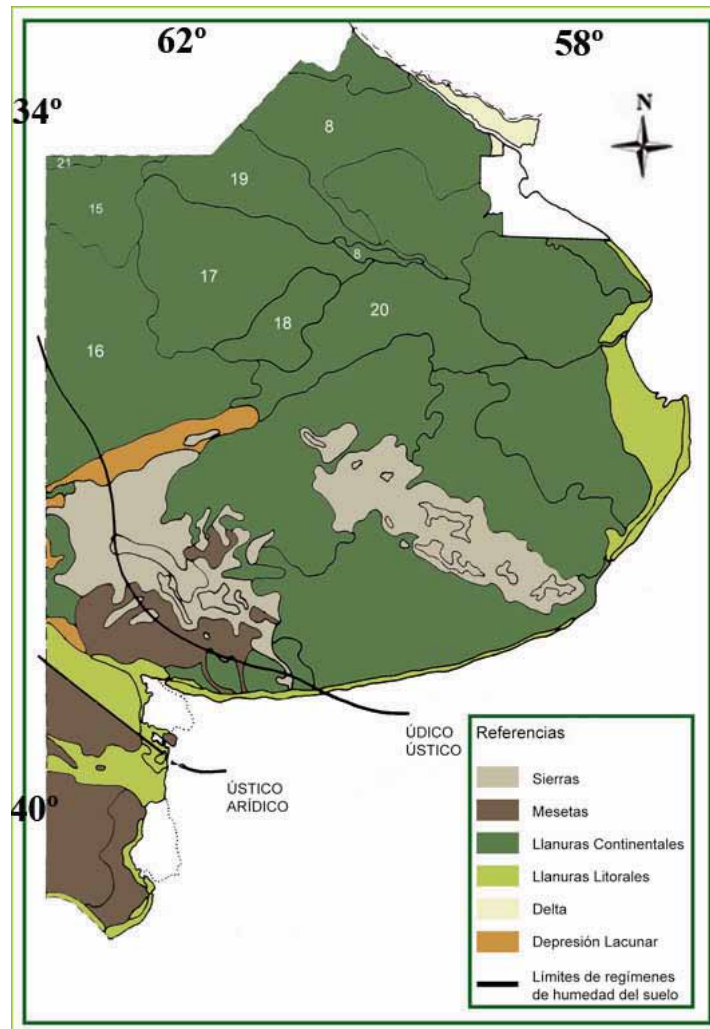 62º
58º
34º
N
8
21
19
15
8
17
18
20
16
ÚDICO
ÚSTICO
ÚSTICO
ARÍDICO
40º
Referencias
Sierras
Mesetas
Llanuras Continentales
Llanuras Litorales
Delta
Depresión Lacunar
Límites de regímenes
de humedad del suelo